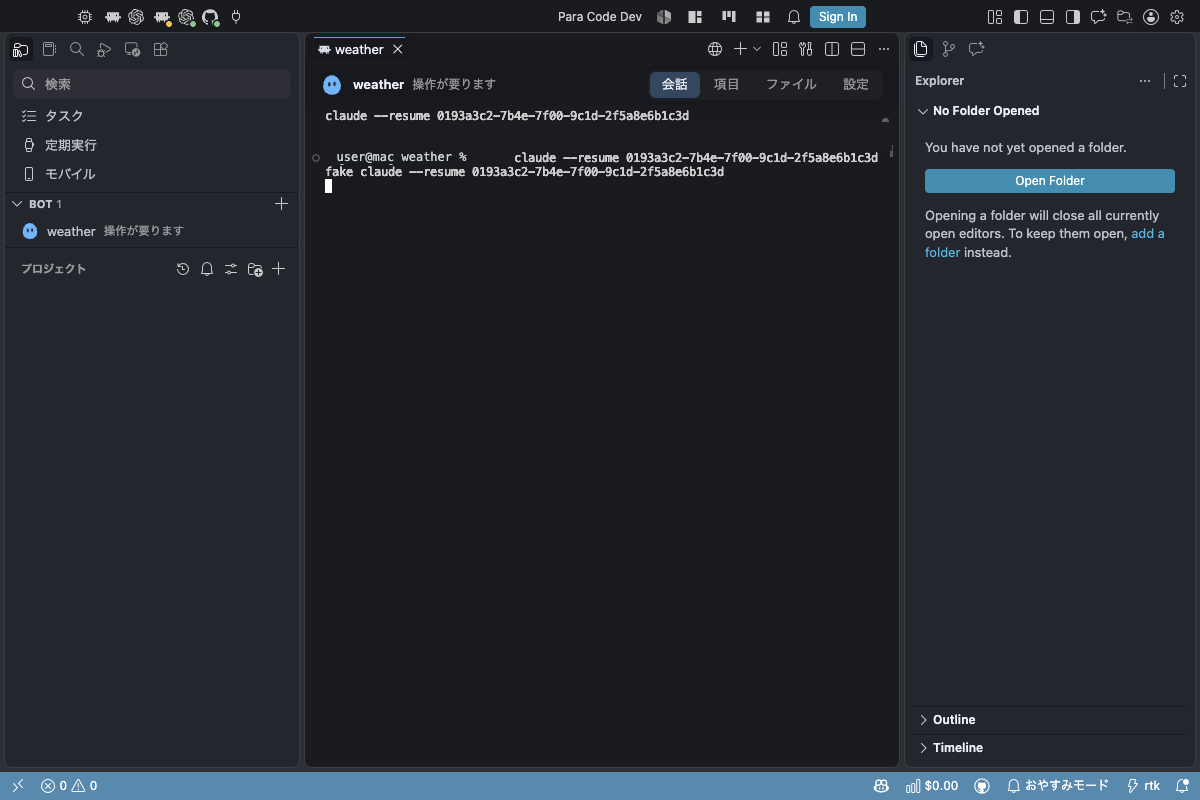 Para Code Dev
Sign In
検索
タスク
定期実行
モバイル
BOT 1
weather 操作が要ります
プロジェクト
weather
weather 操作が要ります
会話 項目 ファイル 設定
claude --resume 0193a3c2-7b4e-7f00-9c1d-2f5a8e6b1c3d
user@mac weather % claude --resume 0193a3c2-7b4e-7f00-9c1d-2f5a8e6b1c3d
fake claude --resume 0193a3c2-7b4e-7f00-9c1d-2f5a8e6b1c3d
Explorer
No Folder Opened
You have not yet opened a folder.
Open Folder
Opening a folder will close all currently
open editors. To keep them open, add a
folder instead.
Outline
Timeline
0 0
$0.00
おやすみモード
rtk